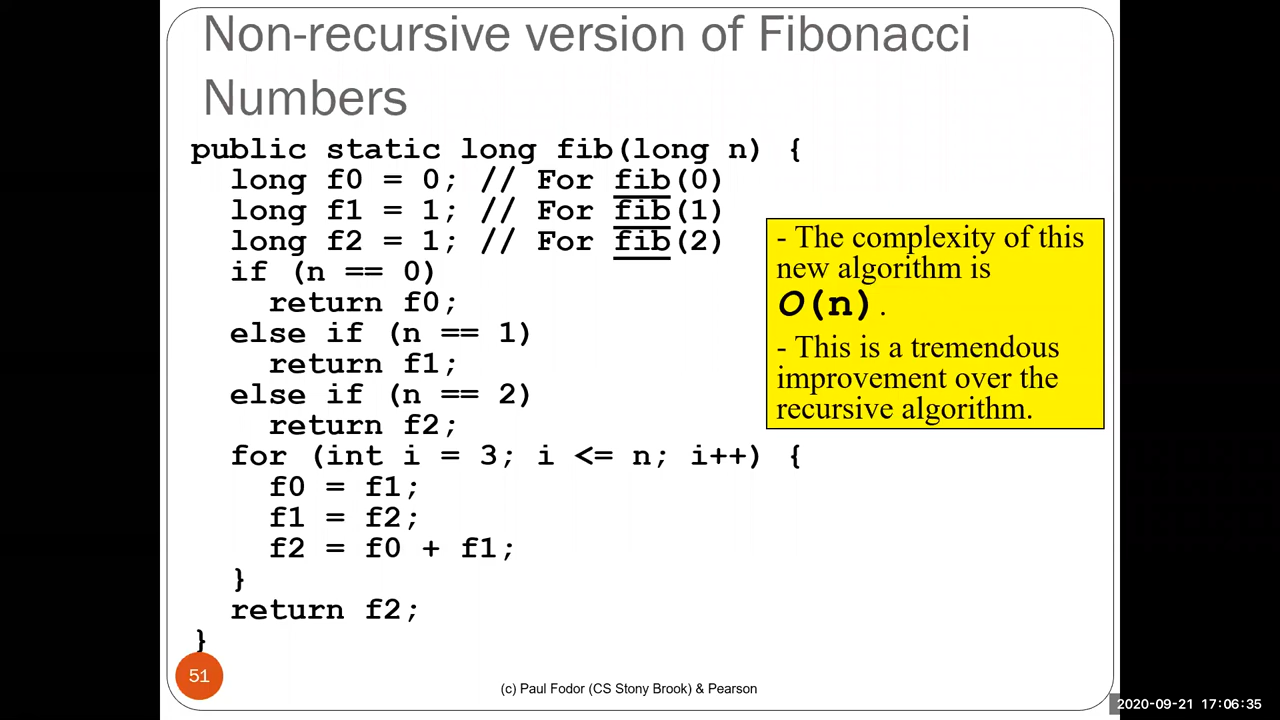 Non-recursive version of Fibonacci
Numbers
public static long fib(long n) {
long f0 = 0; // For fib(0)
long f1 = 1; // For fib(1)
long f2 = 1; // For fib(2)
if (n == 0)
return f0;
else if (n == 1)
return f1;
else if (n == 2)
return f2;
for (int i = 3; i <= n; i++) {
f0 = f1;
f1 = f2;
f2 = f0 + f1;
}
return f2;
}
- The complexity of this
new algorithm is
O(n).
- This is a tremendous
improvement over the
recursive algorithm.
51
(c) Paul Fodor (CS Stony Brook) & Pearson
2020-09-21 17:06:35